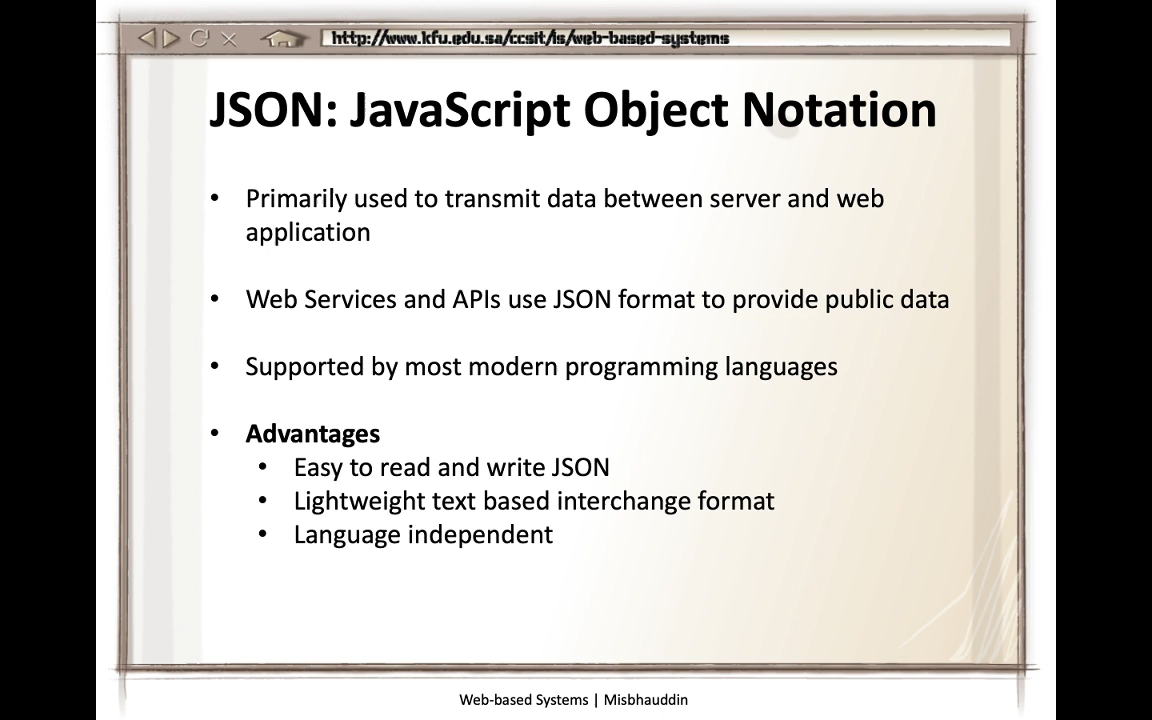 http://www.kfu.edu.sa/ccsit/is/web-based-systems
JSON: JavaScript Object Notation
• Primarily used to transmit data between server and web
application
• Web Services and APIs use JSON format to provide public data
• Supported by most modern programming languages
• Advantages
• Easy to read and write JSON
• Lightweight text based interchange format
• Language independent
Web-based Systems | Misbhauddin